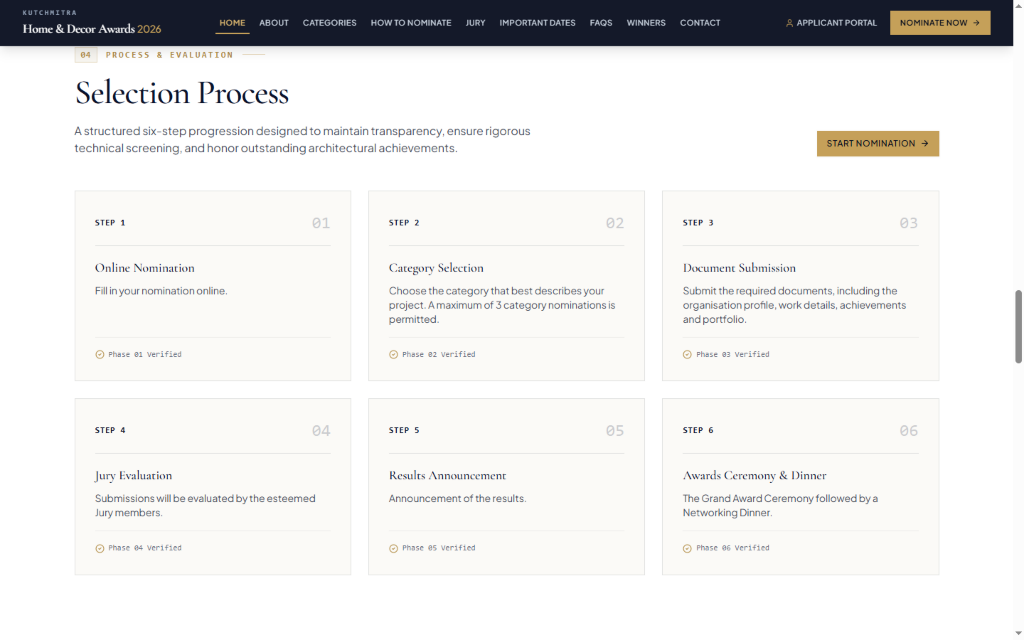 KUTCHMITRA
Home & Decor Awards 2026
HOME
ABOUT
CATEGORIES
HOW TO NOMINATE
JURY
IMPORTANT DATES
FAQS
WINNERS
CONTACT
APPLICANT PORTAL
NOMINATE NOW →
04 PROCESS & EVALUATION
Selection Process
A structured six-step progression designed to maintain transparency, ensure rigorous
technical screening, and honor outstanding architectural achievements.
START NOMINATION →
STEP 1 01
Online Nomination
Fill in your nomination online.
Phase 01 Verified
STEP 2 02
Category Selection
Choose the category that best describes your
project. A maximum of 3 category nominations is
permitted.
Phase 02 Verified
STEP 3 03
Document Submission
Submit the required documents, including the
organisation profile, work details, achievements
and portfolio.
Phase 03 Verified
STEP 4 04
Jury Evaluation
Submissions will be evaluated by the esteemed
Jury members.
Phase 04 Verified
STEP 5 05
Results Announcement
Announcement of the results.
Phase 05 Verified
STEP 6 06
Awards Ceremony & Dinner
The Grand Award Ceremony followed by a
Networking Dinner.
Phase 06 Verified